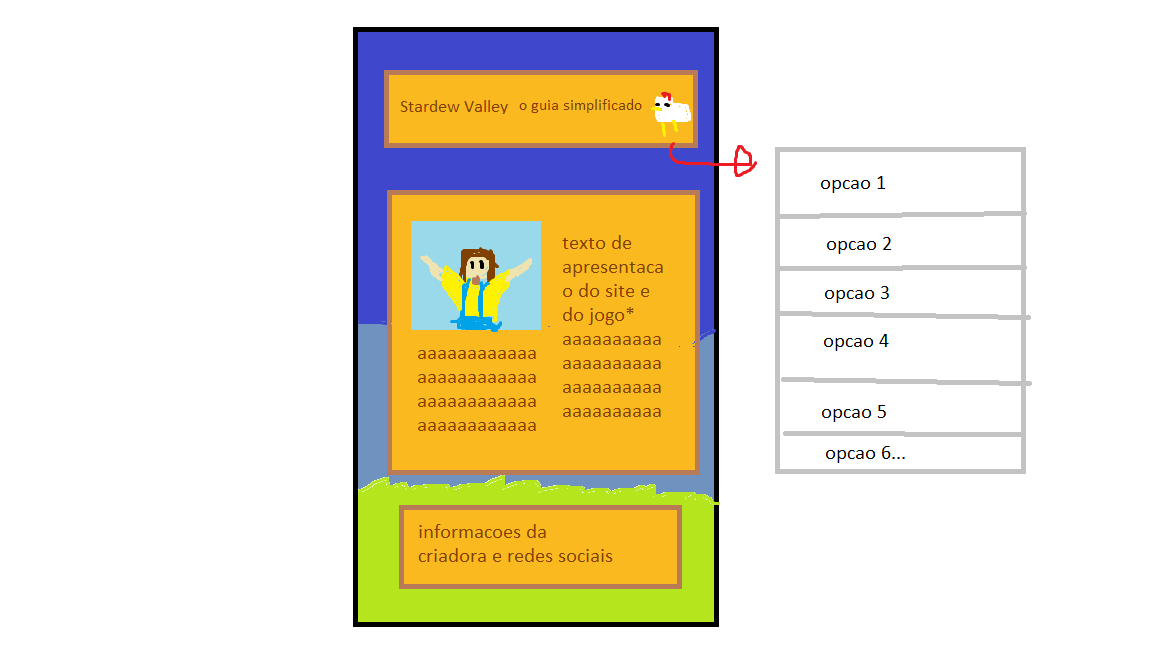 Stardew Valley o guia simplificado
texto de
apresentaca
o do site e
do jogo*
aaaaaaaaaa
aaaaaaaaaa
aaaaaaaaaa
aaaaaaaaaa
aaaaaaaaaaaa
aaaaaaaaaaaa
aaaaaaaaaaaa
aaaaaaaaaaaa
informacoes da
criadora e redes sociais
opcao 1
opcao 2
opcao 3
opcao 4
opcao 5
opcao 6...